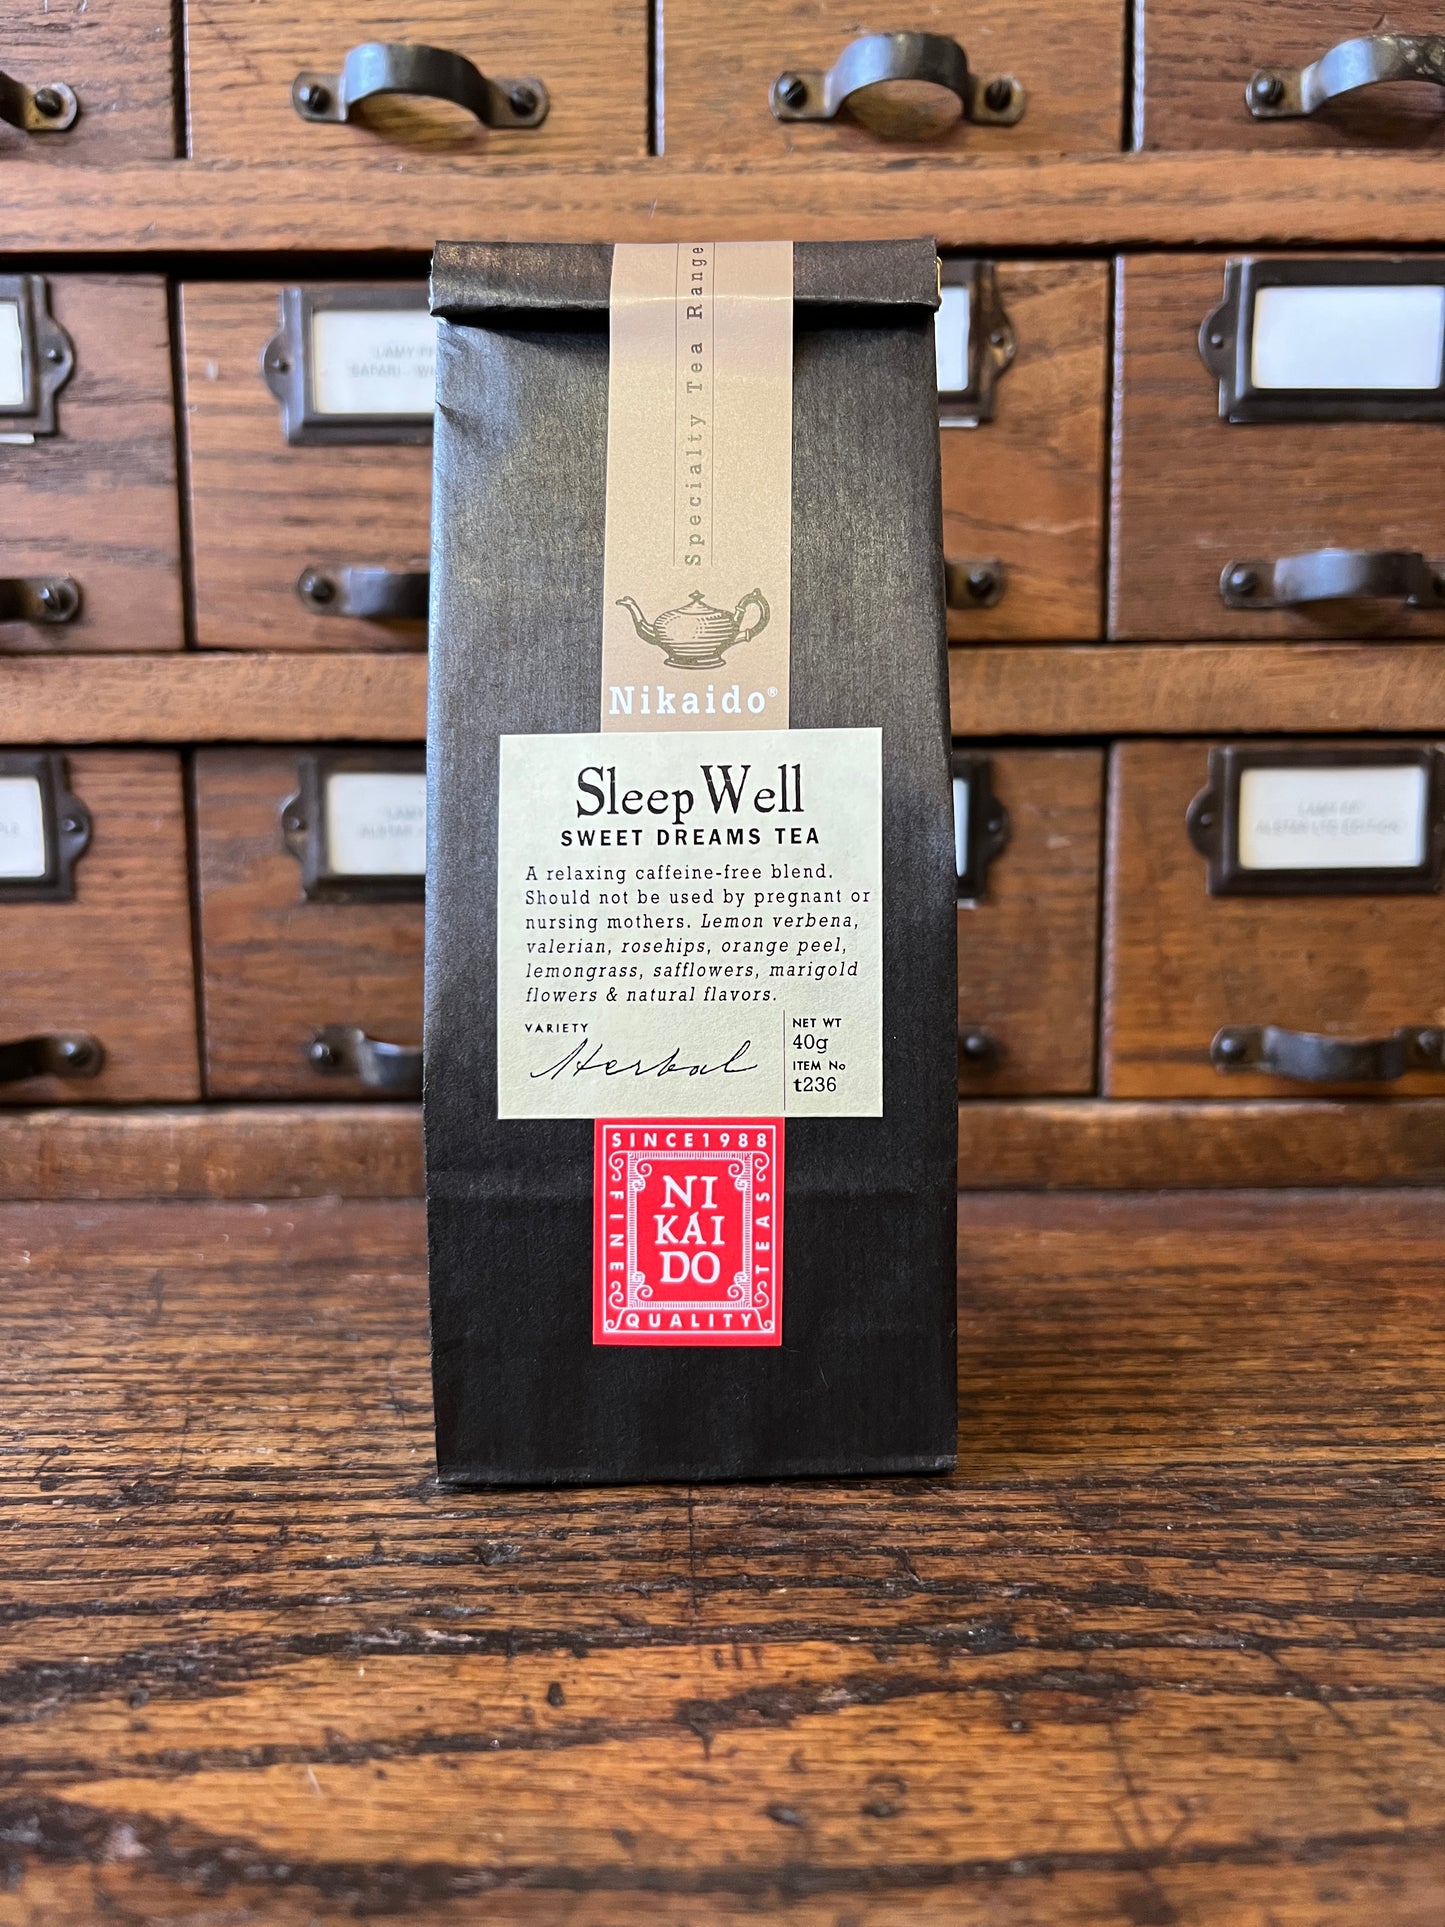 Specialty Tea Range
Nikaido®
Sleep Well
SWEET DREAMS TEA
A relaxing caffeine-free blend.
Should not be used by pregnant or
nursing mothers. Lemon verbena,
valerian, rosehips, orange peel,
lemongrass, safflowers, marigold
flowers & natural flavors.
VARIETY
Herbal
NET WT
40g
ITEM No
t236
SINCE 1988
FINE
NI
KAI
DO
TEAS
QUALITY